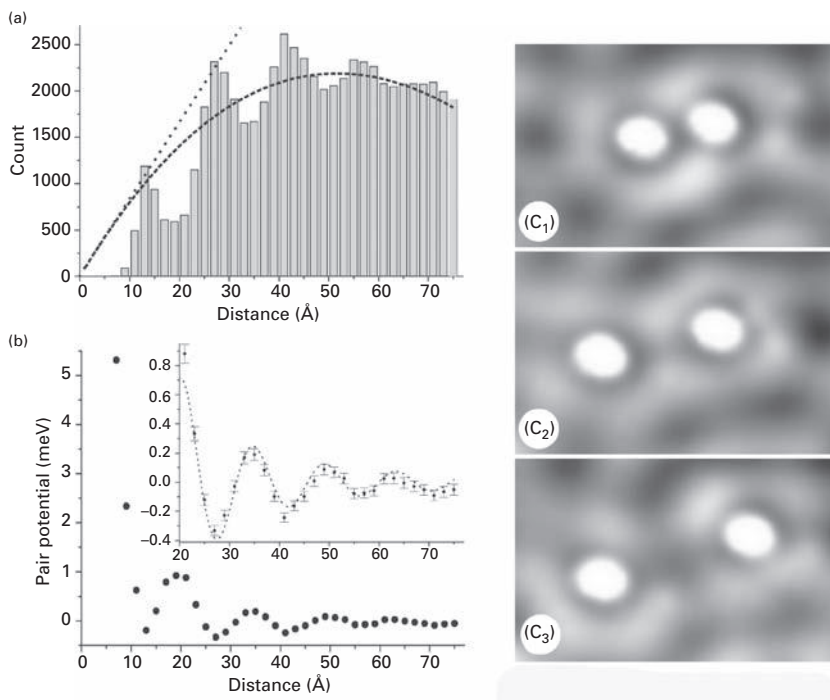 (a)
2500
2000
1500
1000
500
0
Count
0 10 20 30 40 50 60 70
Distance (Å)
(b)
5
4
3
2
1
0
Pair potential (meV)
0.8
0.6
0.4
0.2
0.0
–0.2
–0.4
20 30 40 50 60 70
0 10 20 30 40 50 60 70
Distance (Å)
(C₁)
(C₂)
(C₃)